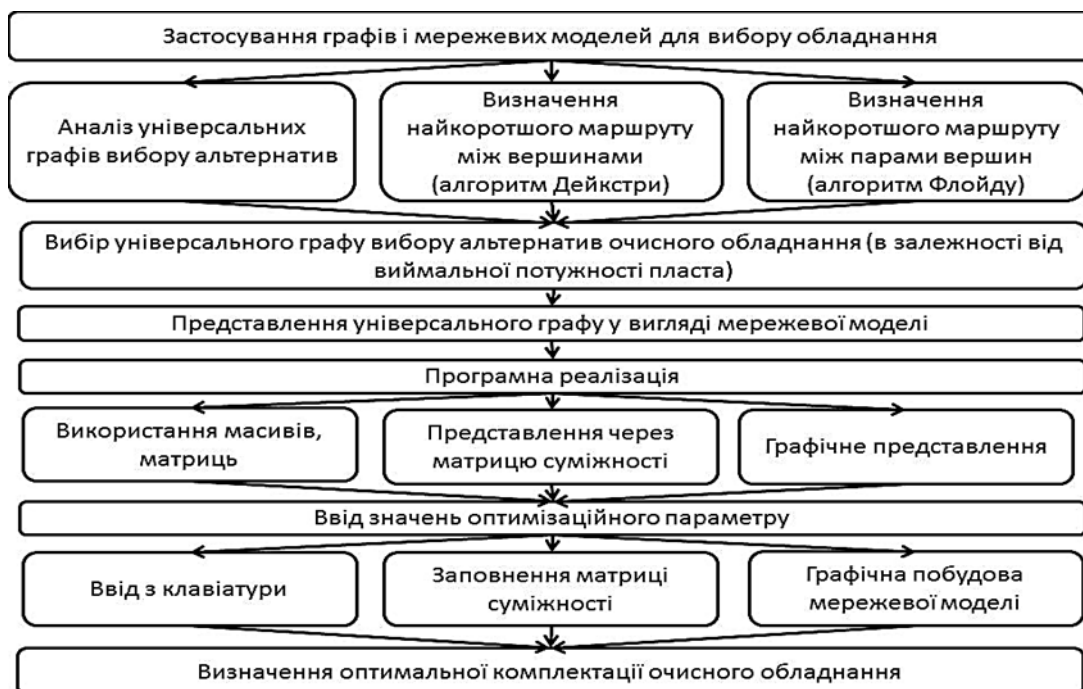 Застосування графів і мережевих моделей для вибору обладнання
Аналіз універсальних
графів вибору альтернатив
Визначення
найкоротшого маршруту
між вершинами
(алгоритм Дейкстри)
Визначення
найкоротшого маршруту
між парами вершин
(алгоритм Флойду)
Вибір універсального графу вибору альтернатив очисного обладнання (в залежності від
виймальної потужності пласта)
Представлення універсального графу у вигляді мережевої моделі
Програмна реалізація
Використання масивів,
матриць
Представлення через
матрицю суміжності
Графічне представлення
Ввід значень оптимізаційного параметру
Ввід з клавіатури
Заповнення матриці
суміжності
Графічна побудова
мережевої моделі
Визначення оптимальної комплектації очисного обладнання